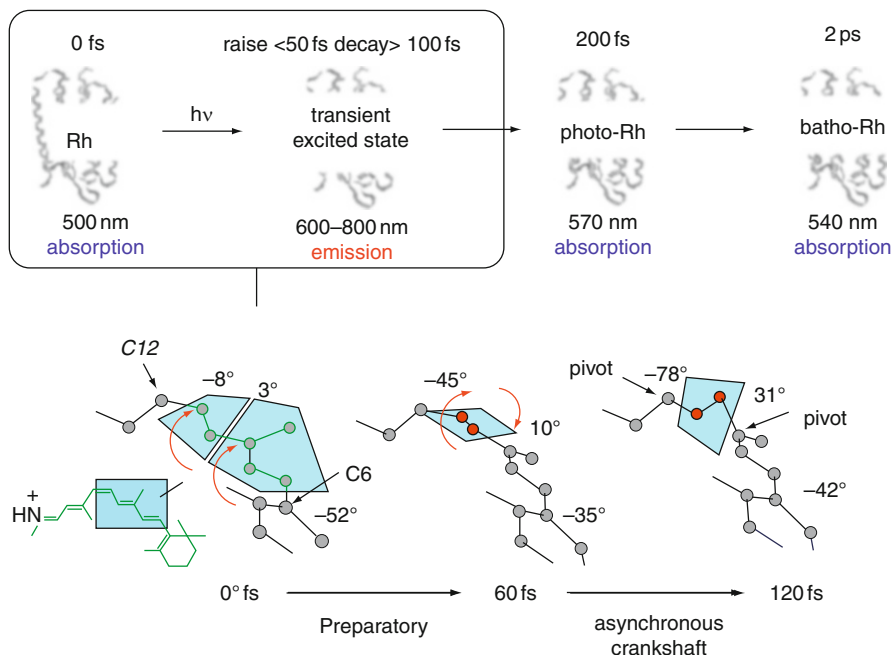 0 fs
raise <50 fs decay> 100 fs
200 fs
2 ps
Rh
hν
transient
excited state
photo-Rh
batho-Rh
500 nm
absorption
600–800 nm
emission
570 nm
absorption
540 nm
absorption
C12
–8°
3°
C6
–52°
+
HN
–45°
10°
–35°
pivot
–78°
31°
pivot
–42°
0° fs
60 fs
120 fs
Preparatory
asynchronous
crankshaft